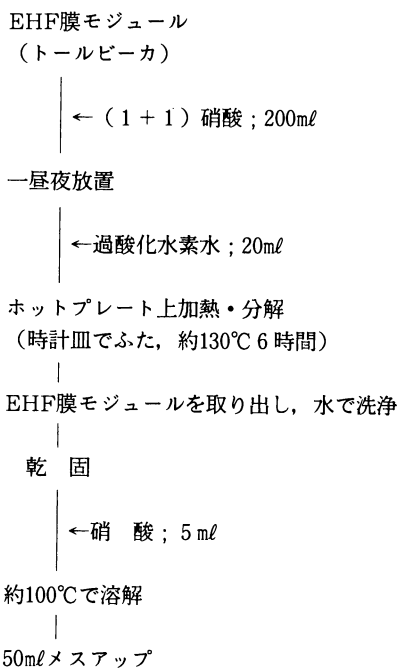 EHF膜モジュール
（トールビーカ）
←（１＋１）硝酸；200mℓ
一昼夜放置
←過酸化水素水；20mℓ
ホットプレート上加熱・分解
（時計皿でふた，約130℃６時間）
EHF膜モジュールを取り出し，水で洗浄
乾　固
←硝　酸；５mℓ
約100℃で溶解
50mℓメスアップ